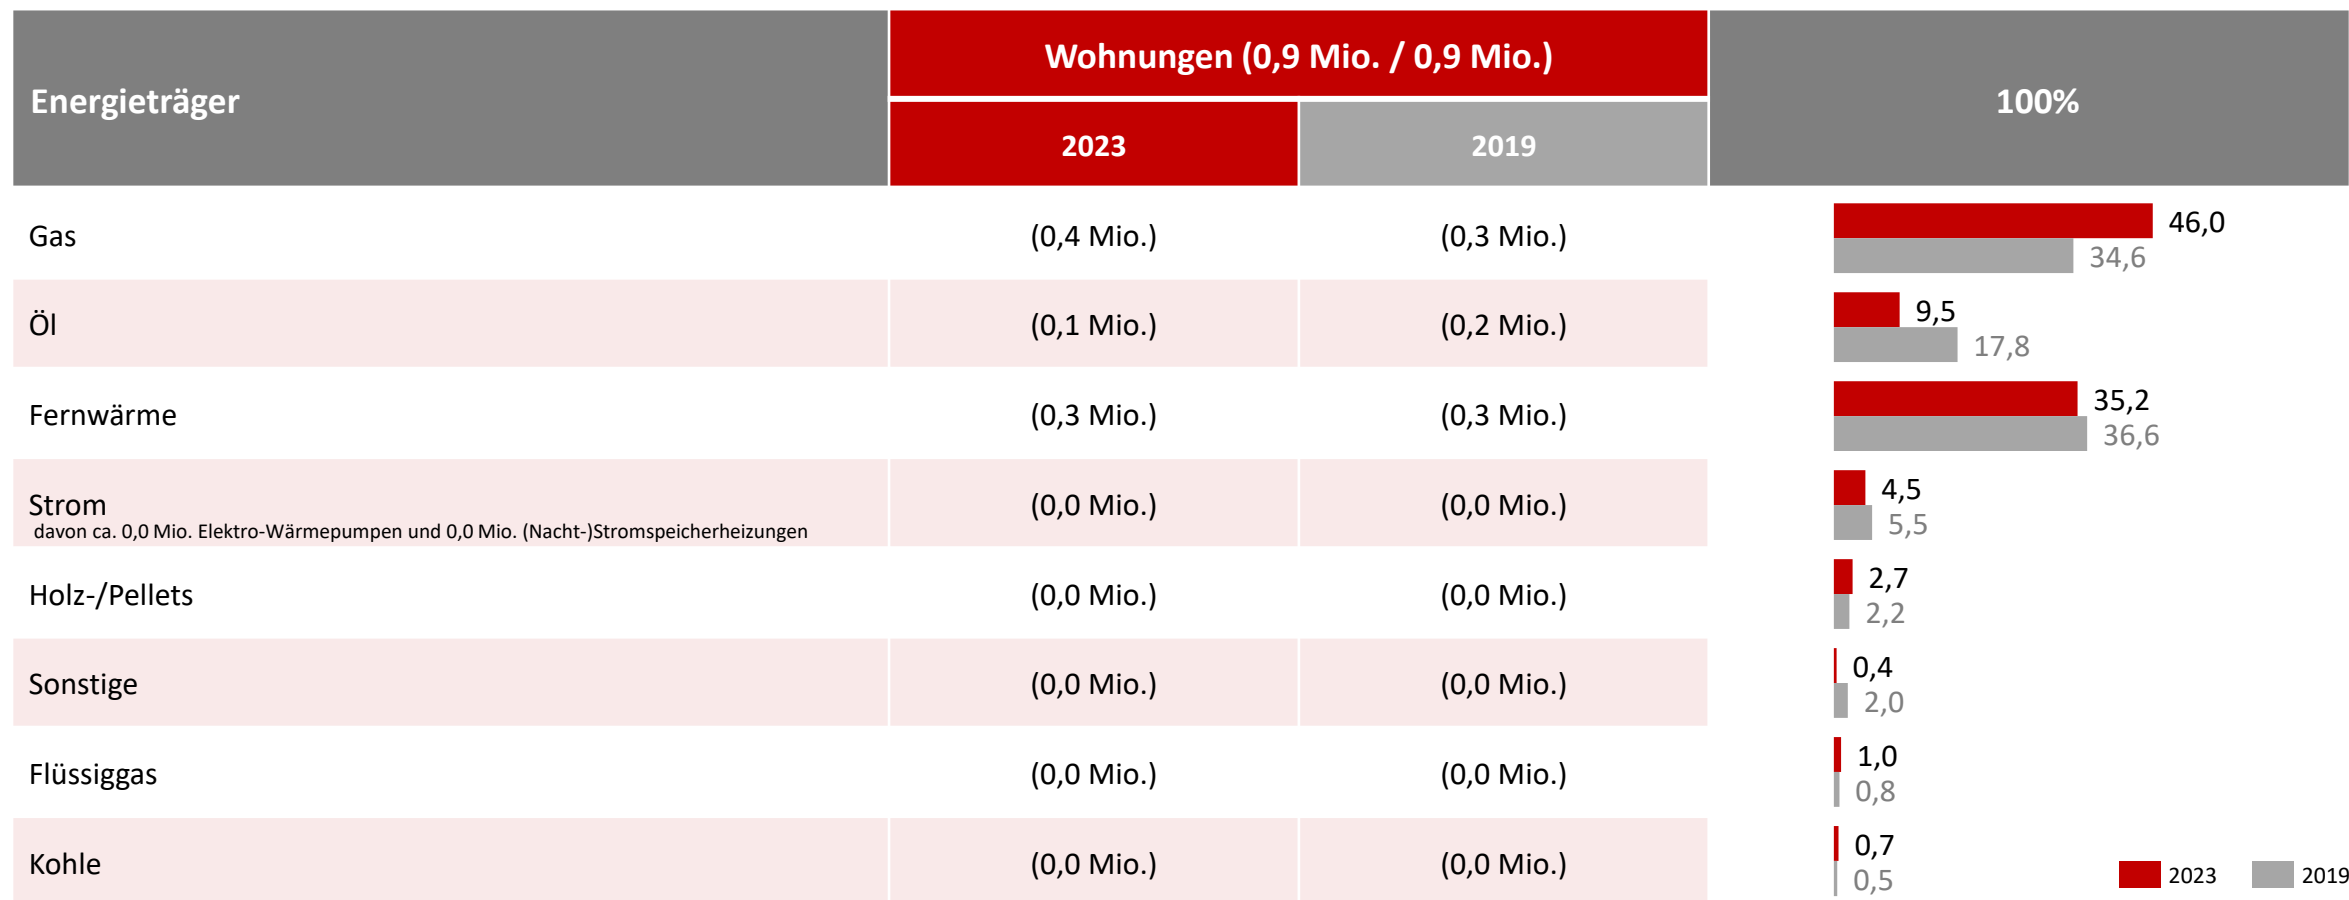 Energieträger
Wohnungen (0,9 Mio. / 0,9 Mio.)
2023
2019
100%
Gas
(0,4 Mio.)
(0,3 Mio.)
46,0
34,6
Öl
(0,1 Mio.)
(0,2 Mio.)
9,5
17,8
Fernwärme
(0,3 Mio.)
(0,3 Mio.)
35,2
36,6
Strom
davon ca. 0,0 Mio. Elektro-Wärmepumpen und 0,0 Mio. (Nacht-)Stromspeicherheizungen
(0,0 Mio.)
(0,0 Mio.)
4,5
5,5
Holz-/Pellets
(0,0 Mio.)
(0,0 Mio.)
2,7
2,2
Sonstige
(0,0 Mio.)
(0,0 Mio.)
0,4
2,0
Flüssiggas
(0,0 Mio.)
(0,0 Mio.)
1,0
0,8
Kohle
(0,0 Mio.)
(0,0 Mio.)
0,7
0,5
2023
2019